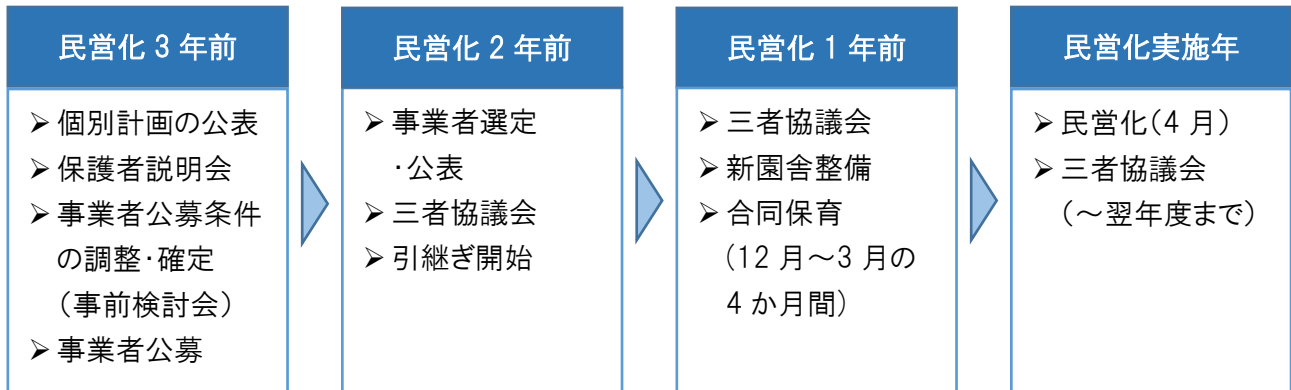 民営化 3 年前
➢ 個別計画の公表
➢ 保護者説明会
➢ 事業者公募条件
の調整・確定
(事前検討会)
➢ 事業者公募
民営化 2 年前
➢ 事業者選定
・公表
➢ 三者協議会
➢ 引継ぎ開始
民営化 1 年前
➢ 三者協議会
➢ 新園舎整備
➢ 合同保育
(12 月～3 月の
4 か月間)
民営化実施年
➢ 民営化(4 月)
➢ 三者協議会
(～翌年度まで)